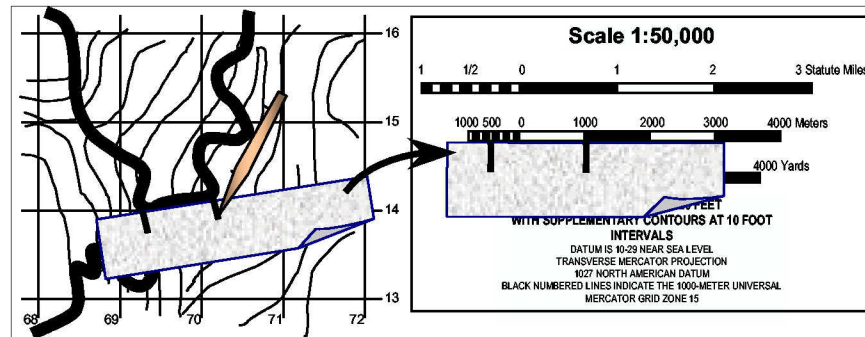 16
15
14
13
68 69 70 71 72
Scale 1:50,000
1 1/2 0 1 2 3 Statute Miles
1000 500 0 1000 2000 3000 4000 Meters
4000 Yards
FEET
WITH SUPPLEMENTARY CONTOURS AT 10 FOOT
INTERVALS
DATUM IS 10-29 NEAR SEA LEVEL
TRANSVERSE MERCATOR PROJECTION
1027 NORTH AMERICAN DATUM
BLACK NUMBERED LINES INDICATE THE 1000-METER UNIVERSAL
MERCATOR GRID ZONE 15